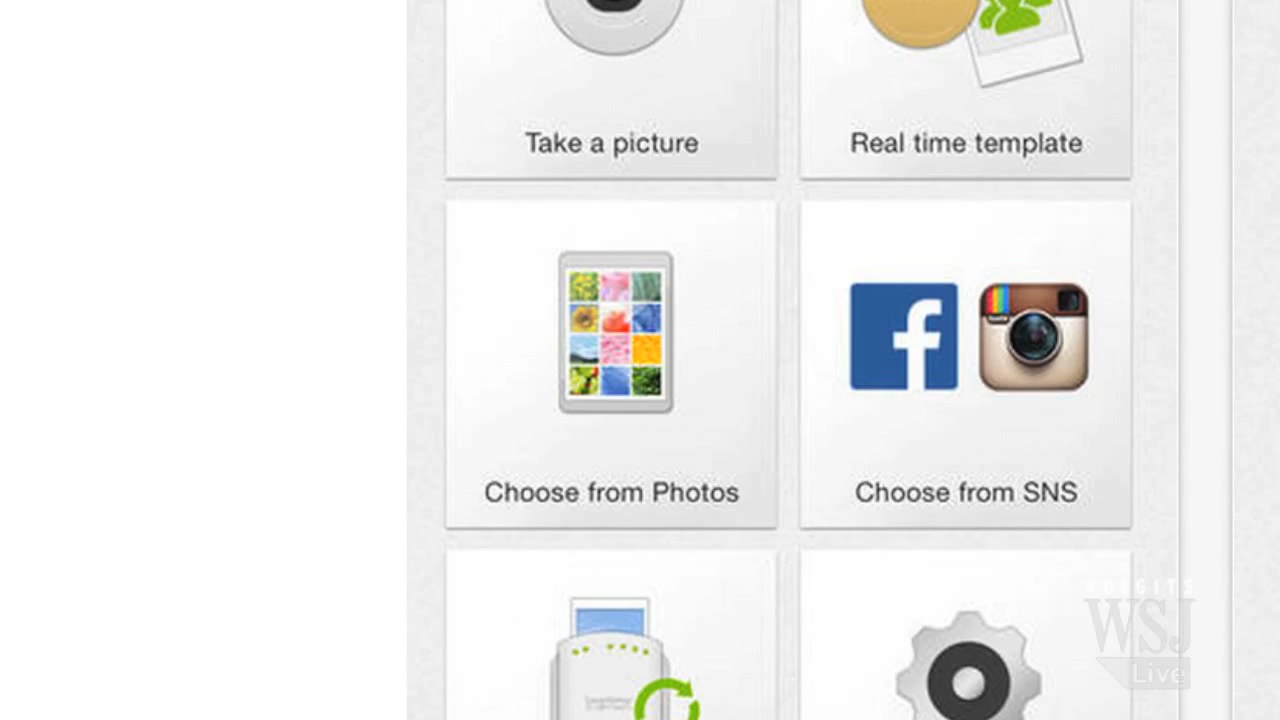 Take a picture
Real time template
Choose from Photos
Choose from SNS
WSJ
Live